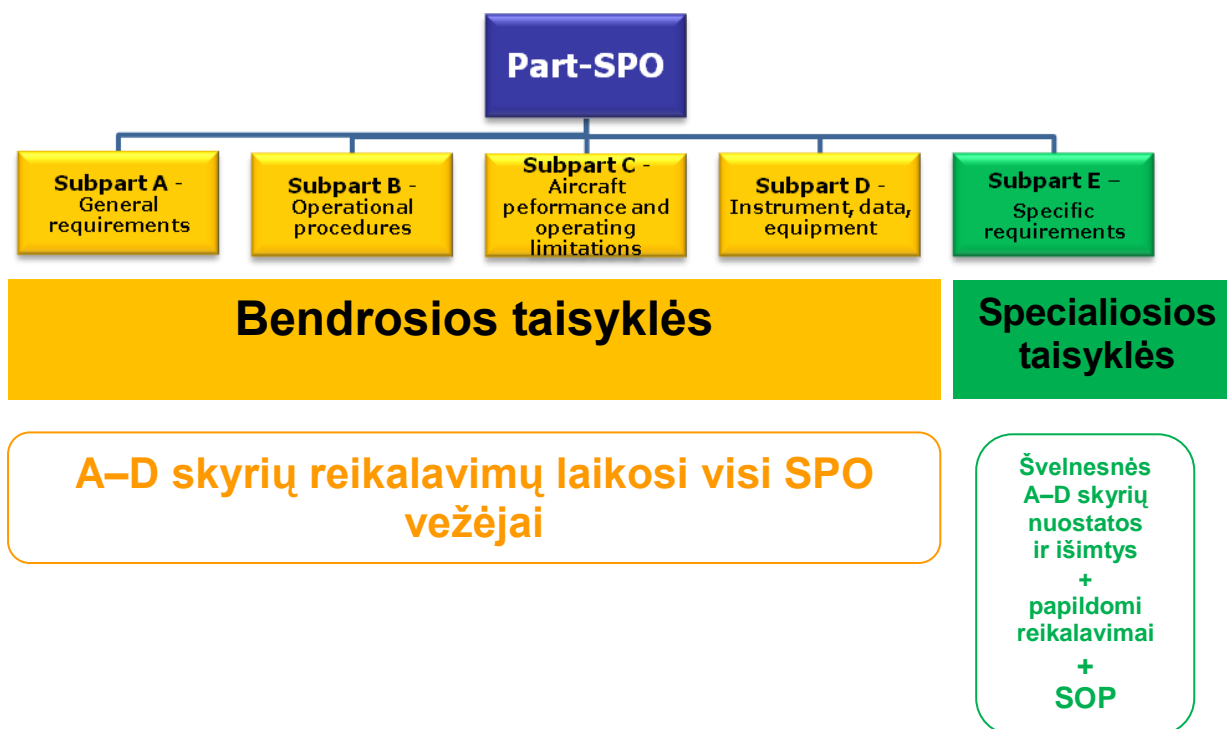 Part-SPO
Subpart A -
General
requirements
Subpart B -
Operational
procedures
Subpart C -
Aircraft
peformance and
operating
limitations
Subpart D -
Instrument, data,
equipment
Subpart E –
Specific
requirements
Bendrosios taisyklės
Specialiosios
taisyklės
A–D skyrių reikalavimų laikosi visi SPO
vežėjai
Švelnesnės
A–D skyrių
nuostatos
ir išimtys
+
papildomi
reikalavimai
+
SOP